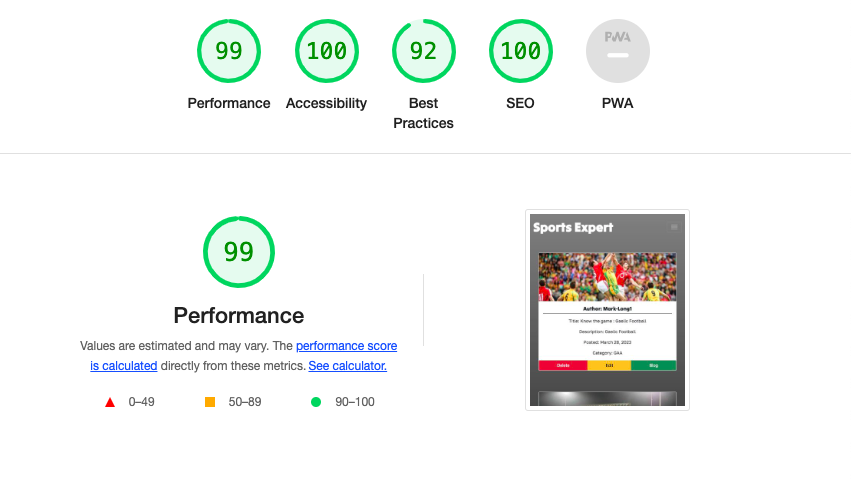 99
100
92
100
PWA
Performance
Accessibility
Best
Practices
SEO
PWA
99
Performance
Values are estimated and may vary. The performance score
is calculated directly from these metrics. See calculator.
0–49
50–89
90–100
Sports Expert
Author: Mark-Lang1
Title: Know the game : Gaelic Football
Description: Gaelic Football
Posted: March 28, 2022
Category: GAA
Delete
Edit
Blog